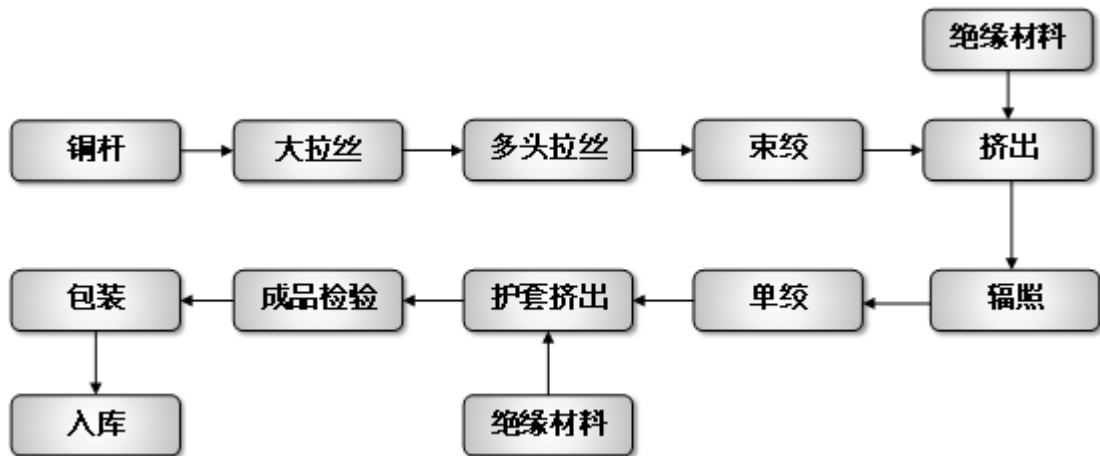 绝缘材料
铜杆
大拉丝
多头拉丝
束绞
挤出
包装
成品检验
护套挤出
单绞
辐照
入库
绝缘材料